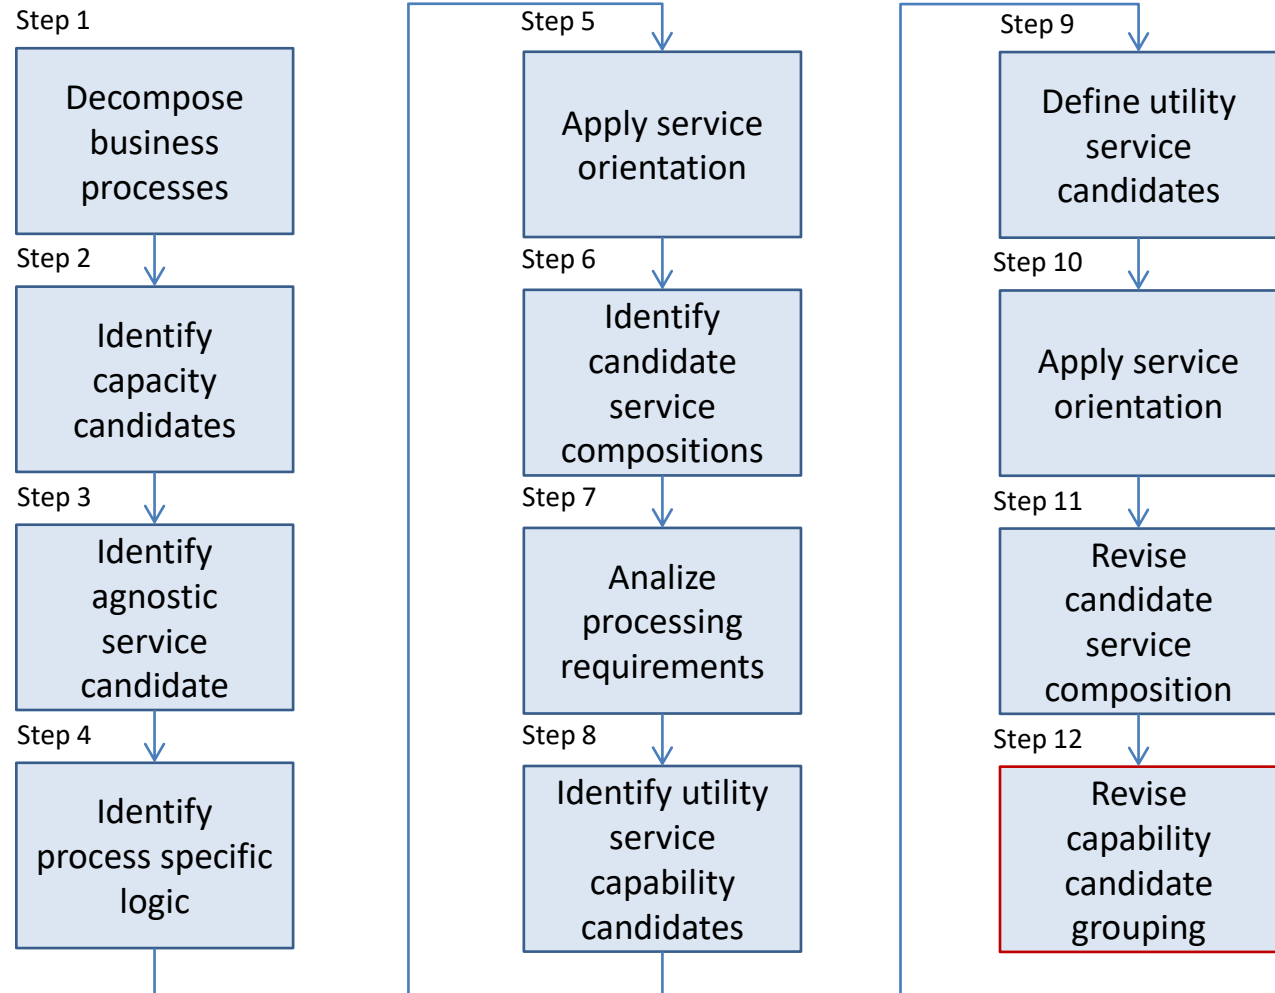 Step 1
Decompose
business
processes
Step 2
Identify
capacity
candidates
Step 3
Identify
agnostic
service
candidate
Step 4
Identify
process specific
logic
Step 5
Apply service
orientation
Step 6
Identify
candidate
service
compositions
Step 7
Analize
processing
requirements
Step 8
Identify utility
service
capability
candidates
Step 9
Define utility
service
candidates
Step 10
Apply service
orientation
Step 11
Revise
candidate
service
composition
Step 12
Revise
capability
candidate
grouping